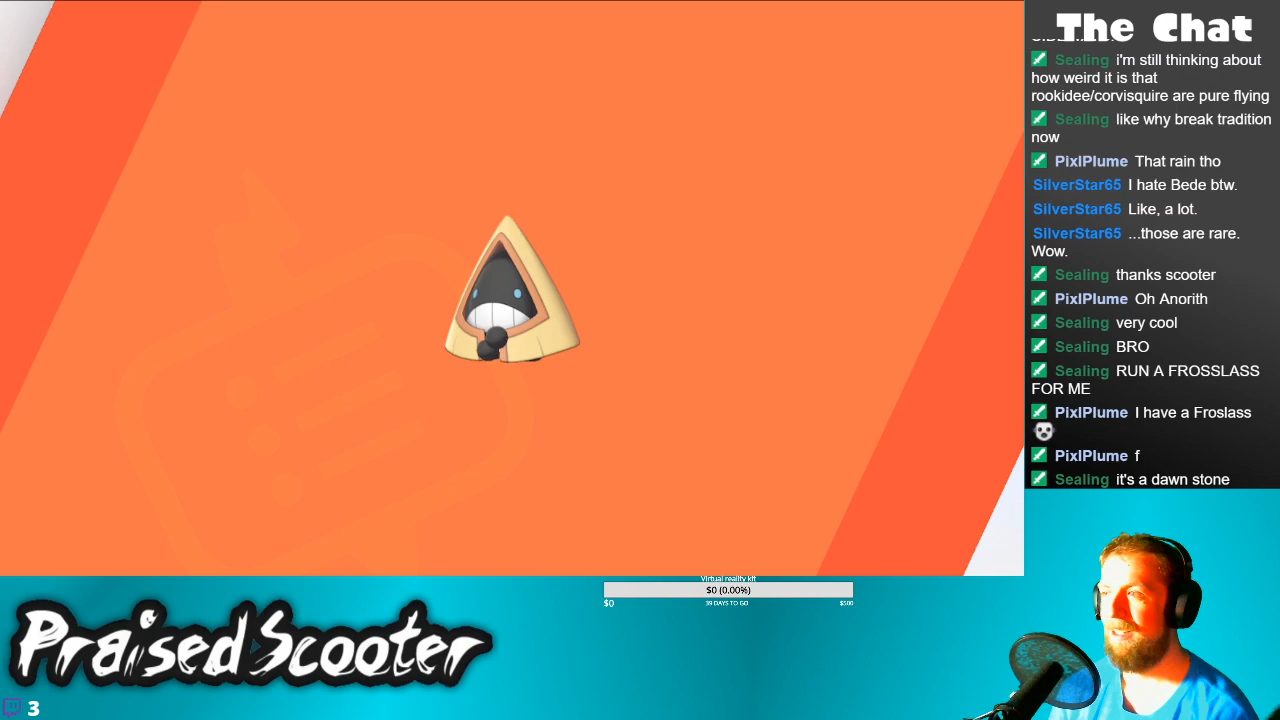 The Chat
Sealing i'm still thinking about
how weird it is that
rookidee/corvisquire are pure flying
Sealing like why break tradition
now
PixlPlume That rain tho
SilverStar65 I hate Bede btw.
SilverStar65 Like, a lot.
SilverStar65 ...those are rare.
Wow.
Sealing thanks scooter
PixlPlume Oh Anorith
Sealing very cool
Sealing BRO
Sealing RUN A FROSSLASS
FOR ME
PixlPlume I have a Froslass
PixlPlume f
Sealing it's a dawn stone
Virtual reality kit
$0 (0.00%)
$0 39 DAYS TO GO $500
Praised Scooter
3